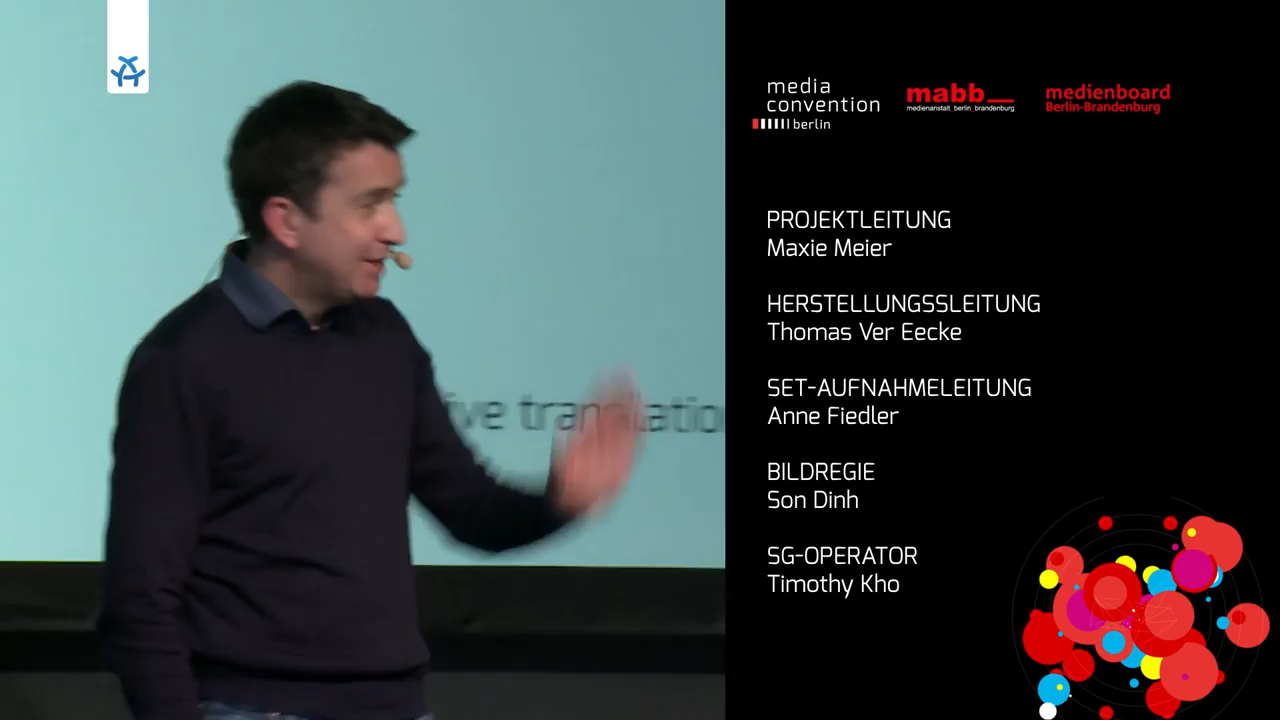 media
convention
berlin
mabb
medienanstalt berlin brandenburg
medienboard
Berlin-Brandenburg
PROJEKTLEITUNG
Maxie Meier
HERSTELLUNGSSLEITUNG
Thomas Ver Eecke
SET-AUFNAHMELEITUNG
Anne Fiedler
BILDREGIE
Son Dinh
SG-OPERATOR
Timothy Kho